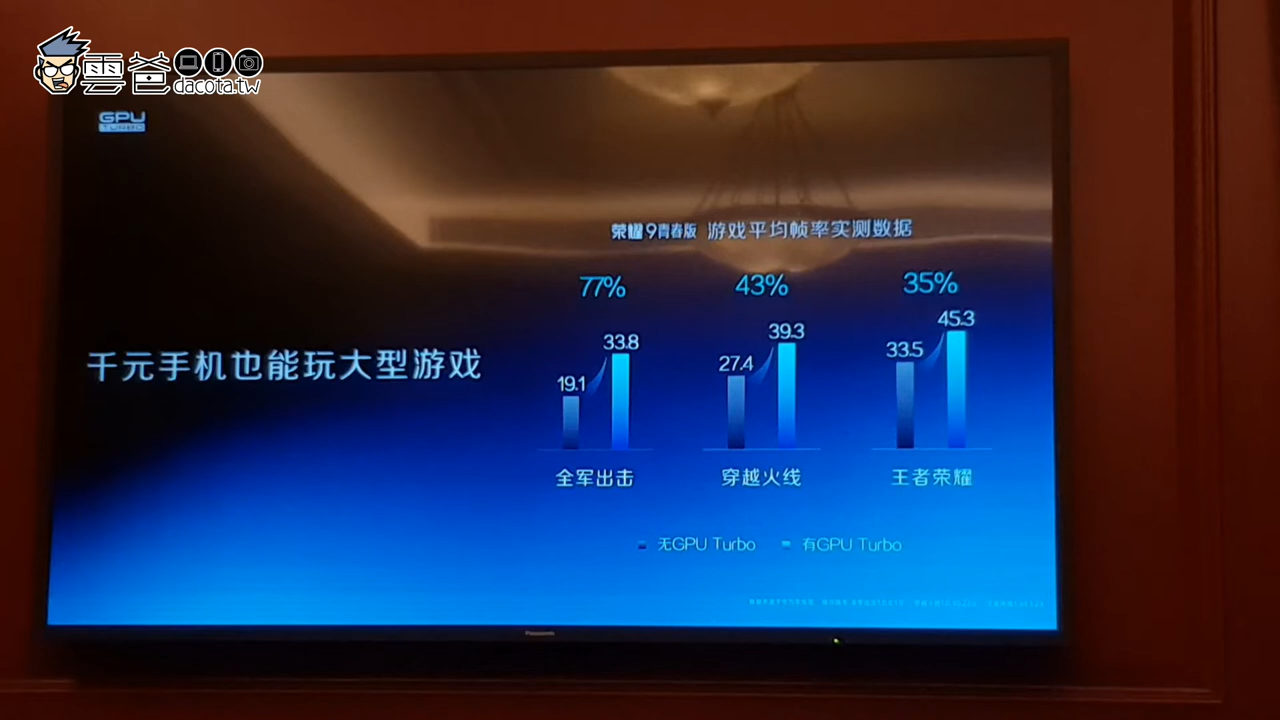 雲爸
dacota.tw
GPU
TURBO
荣耀9青春版 游戏平均帧率实测数据
77% 43% 35%
19.1 33.8 27.4 39.3 33.5 45.3
千元手机也能玩大型游戏
全军出击 穿越火线 王者荣耀
无GPU Turbo 有GPU Turbo
Panasonic